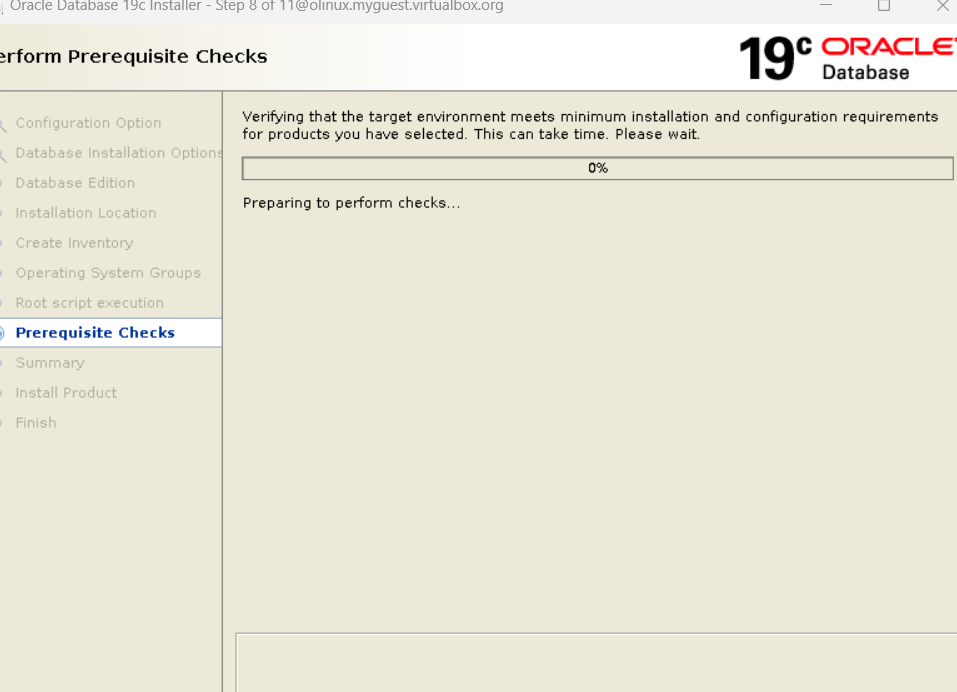 Oracle Database 19c Installer - Step 8 of 11@olinux.myguest.virtualbox.org
erform Prerequisite Checks
19c ORACLE
Database
Configuration Option
Database Installation Options
Database Edition
Installation Location
Create Inventory
Operating System Groups
Root script execution
Prerequisite Checks
Summary
Install Product
Finish
Verifying that the target environment meets minimum installation and configuration requirements
for products you have selected. This can take time. Please wait.
0%
Preparing to perform checks...